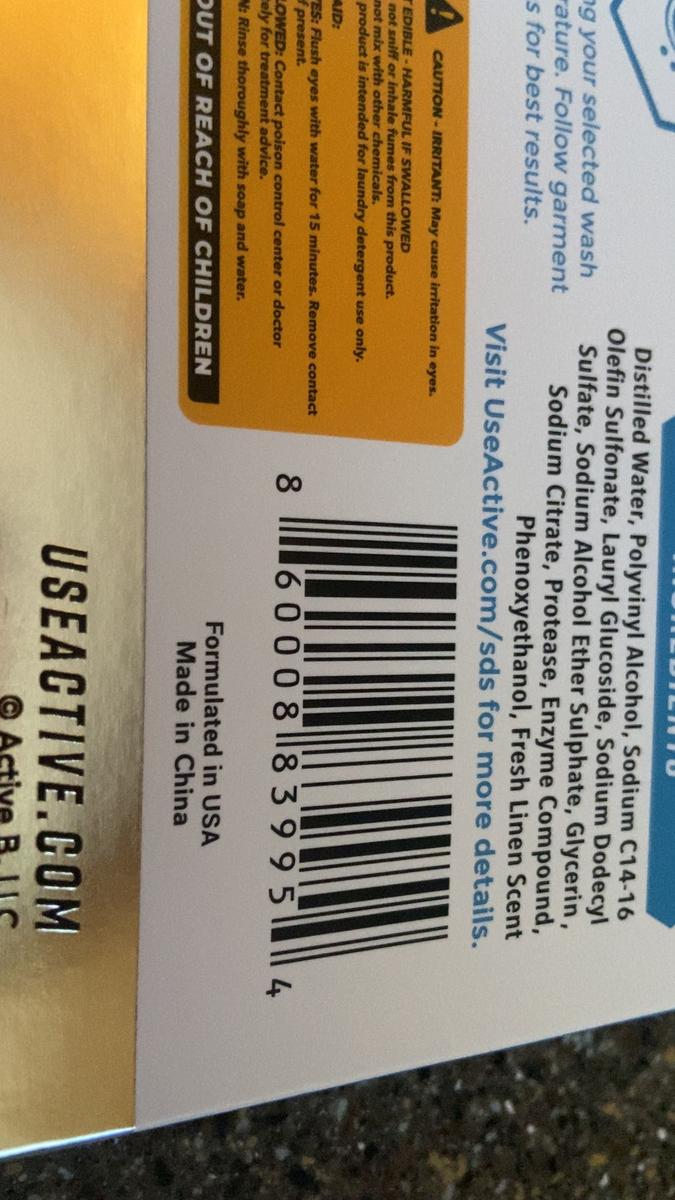 ng your selected wash
rature. Follow garment
s for best results.
CAUTION - IRRITANT: May cause irritation in eyes.
EDIBLE - HARMFUL IF SWALLOWED
not sniff or inhale fumes from this product.
not mix with other chemicals.
product is intended for laundry detergent use only.
AID:
ES: Flush eyes with water for 15 minutes. Remove contact
f present.
LOWED: Contact poison control center or doctor
ely for treatment advice.
N: Rinse thoroughly with soap and water.
OUT OF REACH OF CHILDREN
Distilled Water, Polyvinyl Alcohol, Sodium C14-16
Olefin Sulfonate, Lauryl Glucoside, Sodium Dodecyl
Sulfate, Sodium Alcohol Ether Sulphate, Glycerin,
Sodium Citrate, Protease, Enzyme Compound,
Phenoxyethanol, Fresh Linen Scent
Visit UseActive.com/sds for more details.
8 60008 83995 4
Formulated in USA
Made in China
USEACTIVE.COM
© Active B LLC